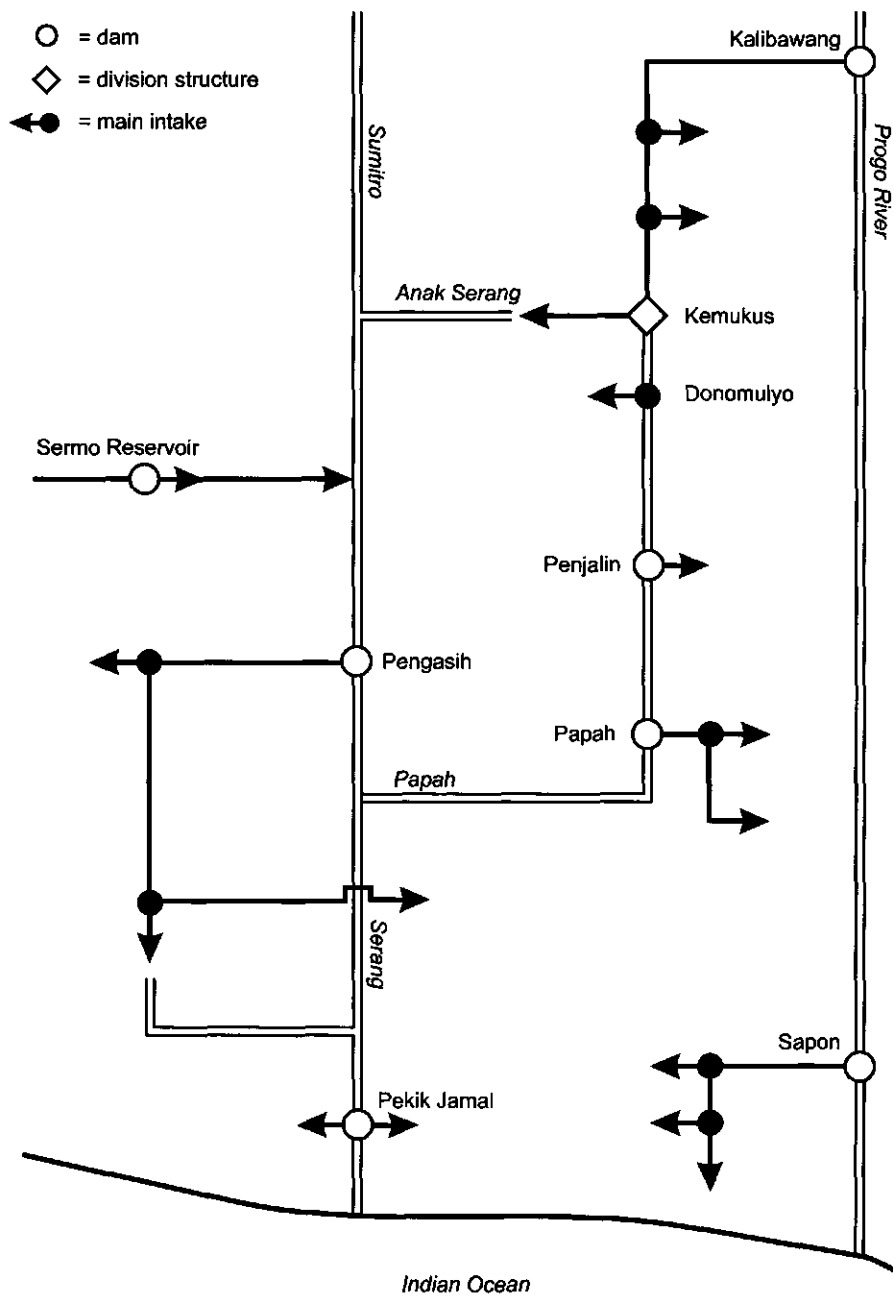 = dam
= division structure
= main intake
Kalibawang
Sumitro
Progo River
Anak Serang
Kemukus
Donomulyo
Sermo Reservoir
Penjalin
Pengasih
Papah
Papah
Serang
Sapon
Pekik Jamal
Indian Ocean